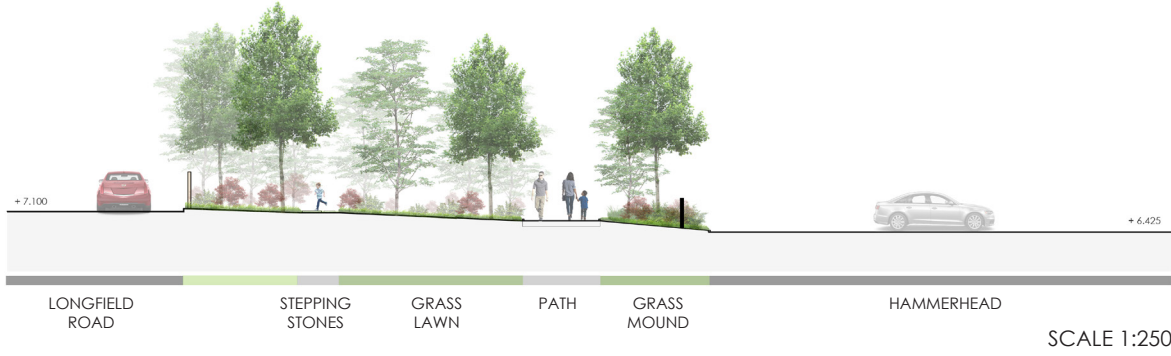 + 7.100
+ 6.425
LONGFIELD
ROAD
STEPPING
STONES
GRASS
LAWN
PATH
GRASS
MOUND
HAMMERHEAD
SCALE 1:250